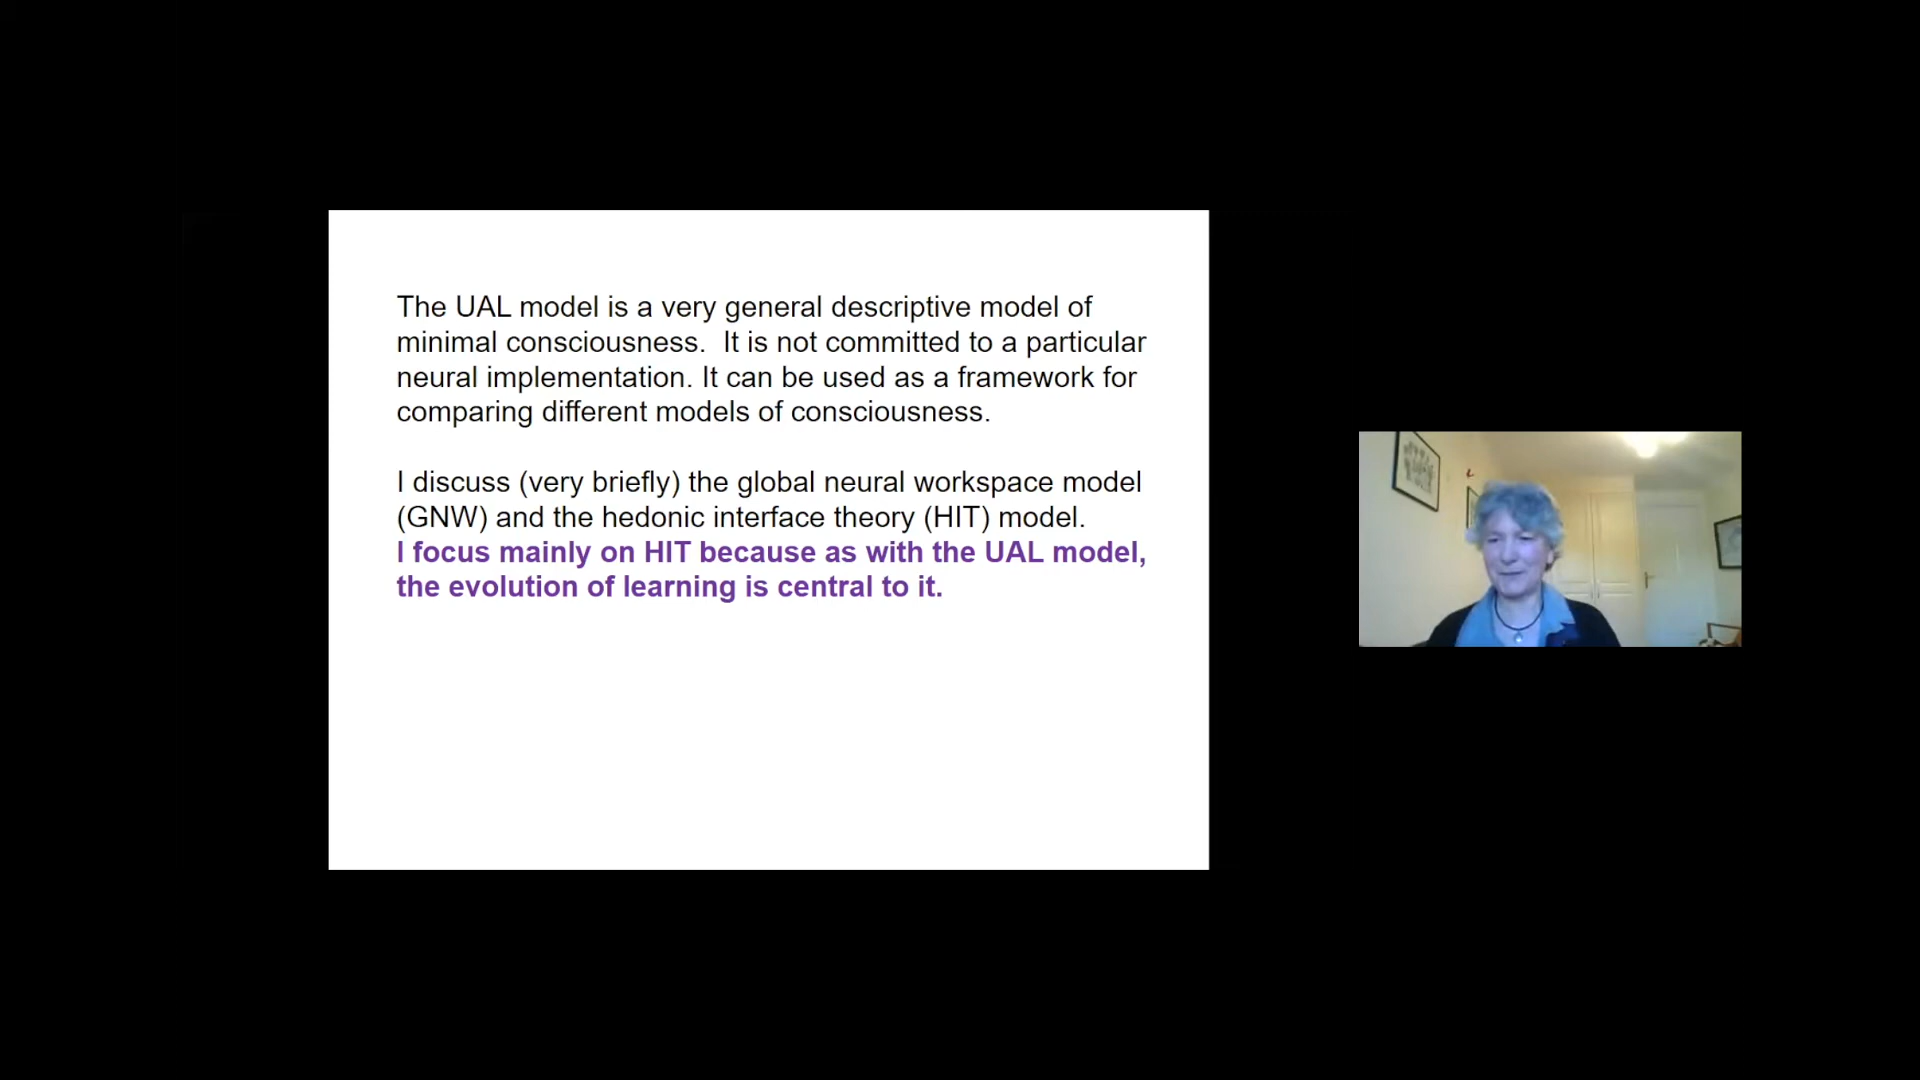 The UAL model is a very general descriptive model of
minimal consciousness.  It is not committed to a particular
neural implementation. It can be used as a framework for
comparing different models of consciousness.
I discuss (very briefly) the global neural workspace model
(GNW) and the hedonic interface theory (HIT) model.
I focus mainly on HIT because as with the UAL model,
the evolution of learning is central to it.